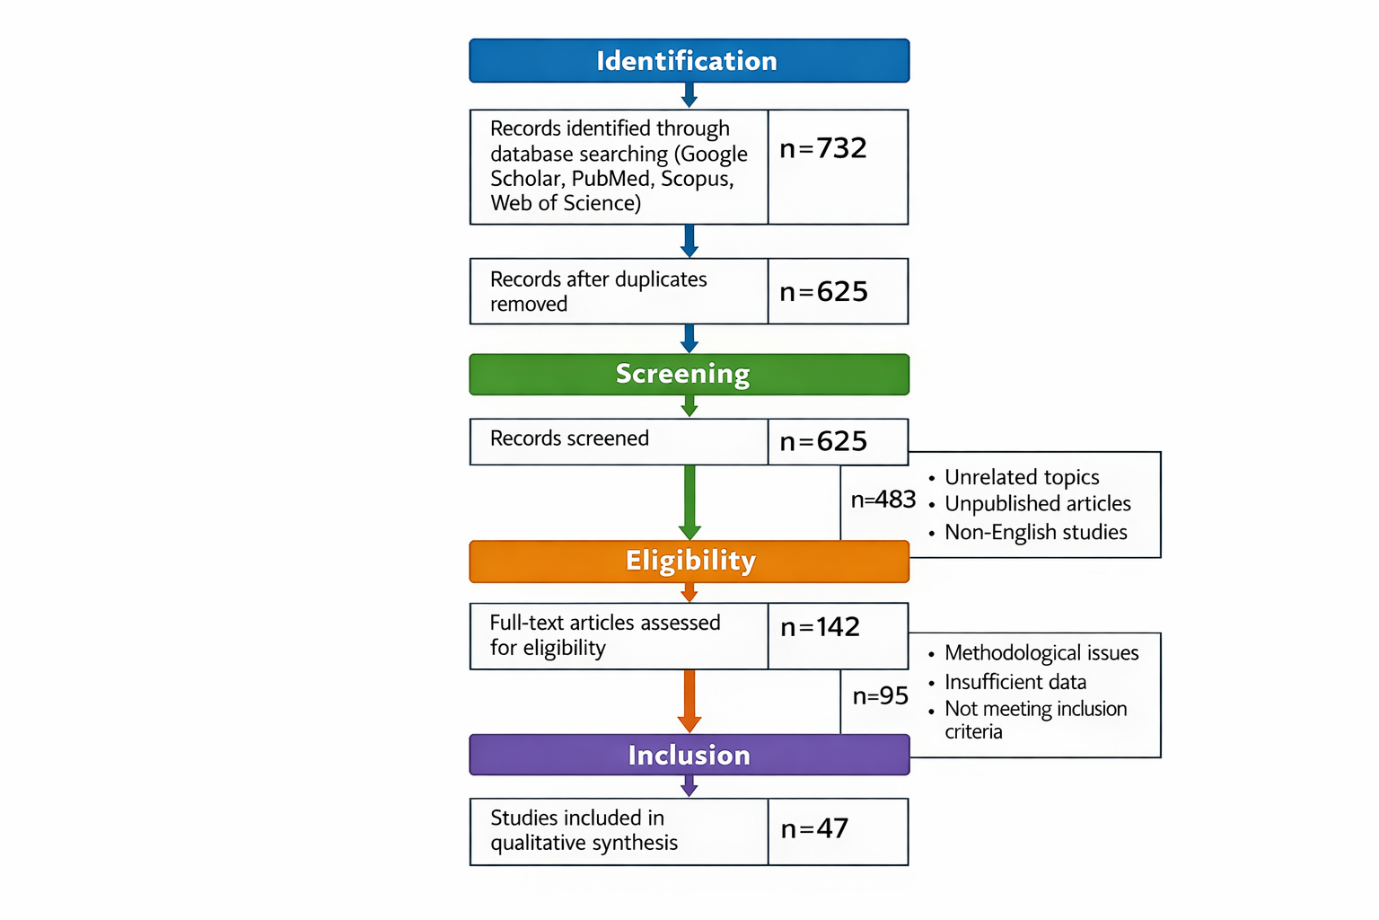 Identification
Records identified through
database searching (Google
Scholar, PubMed, Scopus,
Web of Science)
n=732
Records after duplicates
removed
n=625
Screening
Records screened
n=625
n=483
• Unrelated topics
• Unpublished articles
• Non-English studies
Eligibility
Full-text articles assessed
for eligibility
n=142
n=95
• Methodological issues
• Insufficient data
• Not meeting inclusion
criteria
Inclusion
Studies included in
qualitative synthesis
n=47